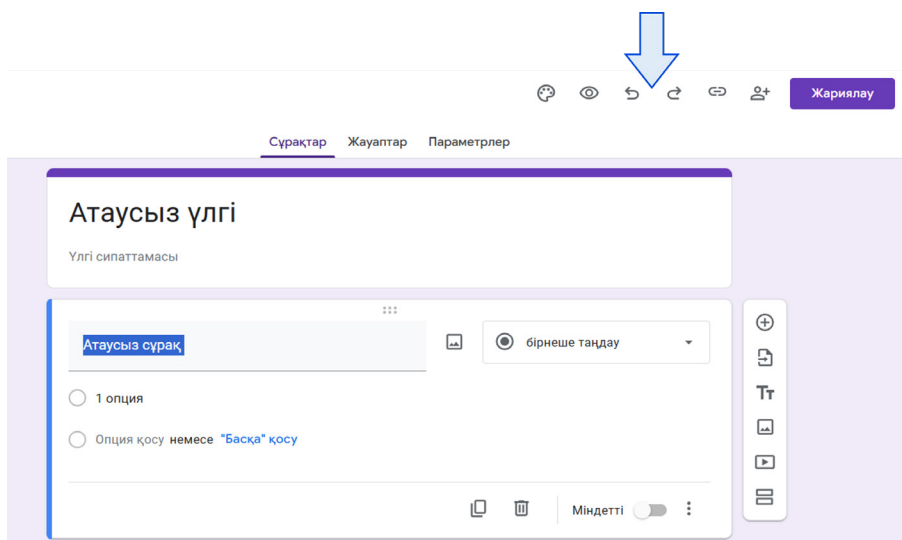 Жариялау
Сұрақтар Жауаптар Параметрлер
Атаусыз үлгі
Үлгі сипаттамасы
Атаусыз сұрақ
бірнеше таңдау
1 опция
Опция қосу немесе "Басқа" қосу
Міндетті